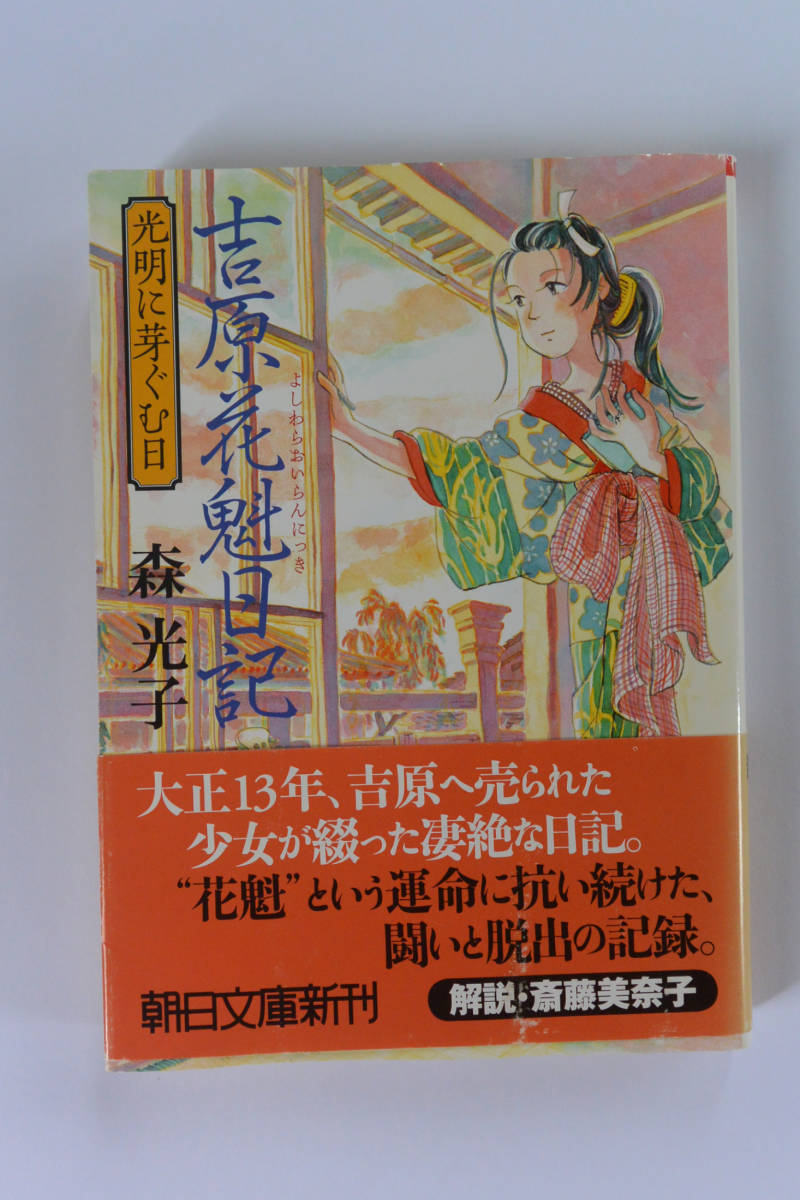 吉原花魁日記
よしわらおいらんにっき
光明に芽ぐむ日
森 光子
大正13年、吉原へ売られた
少女が綴った凄絶な日記。
“花魁”という運命に抗い続けた、
闘いと脱出の記録。
朝日文庫新刊
解説・斎藤美奈子